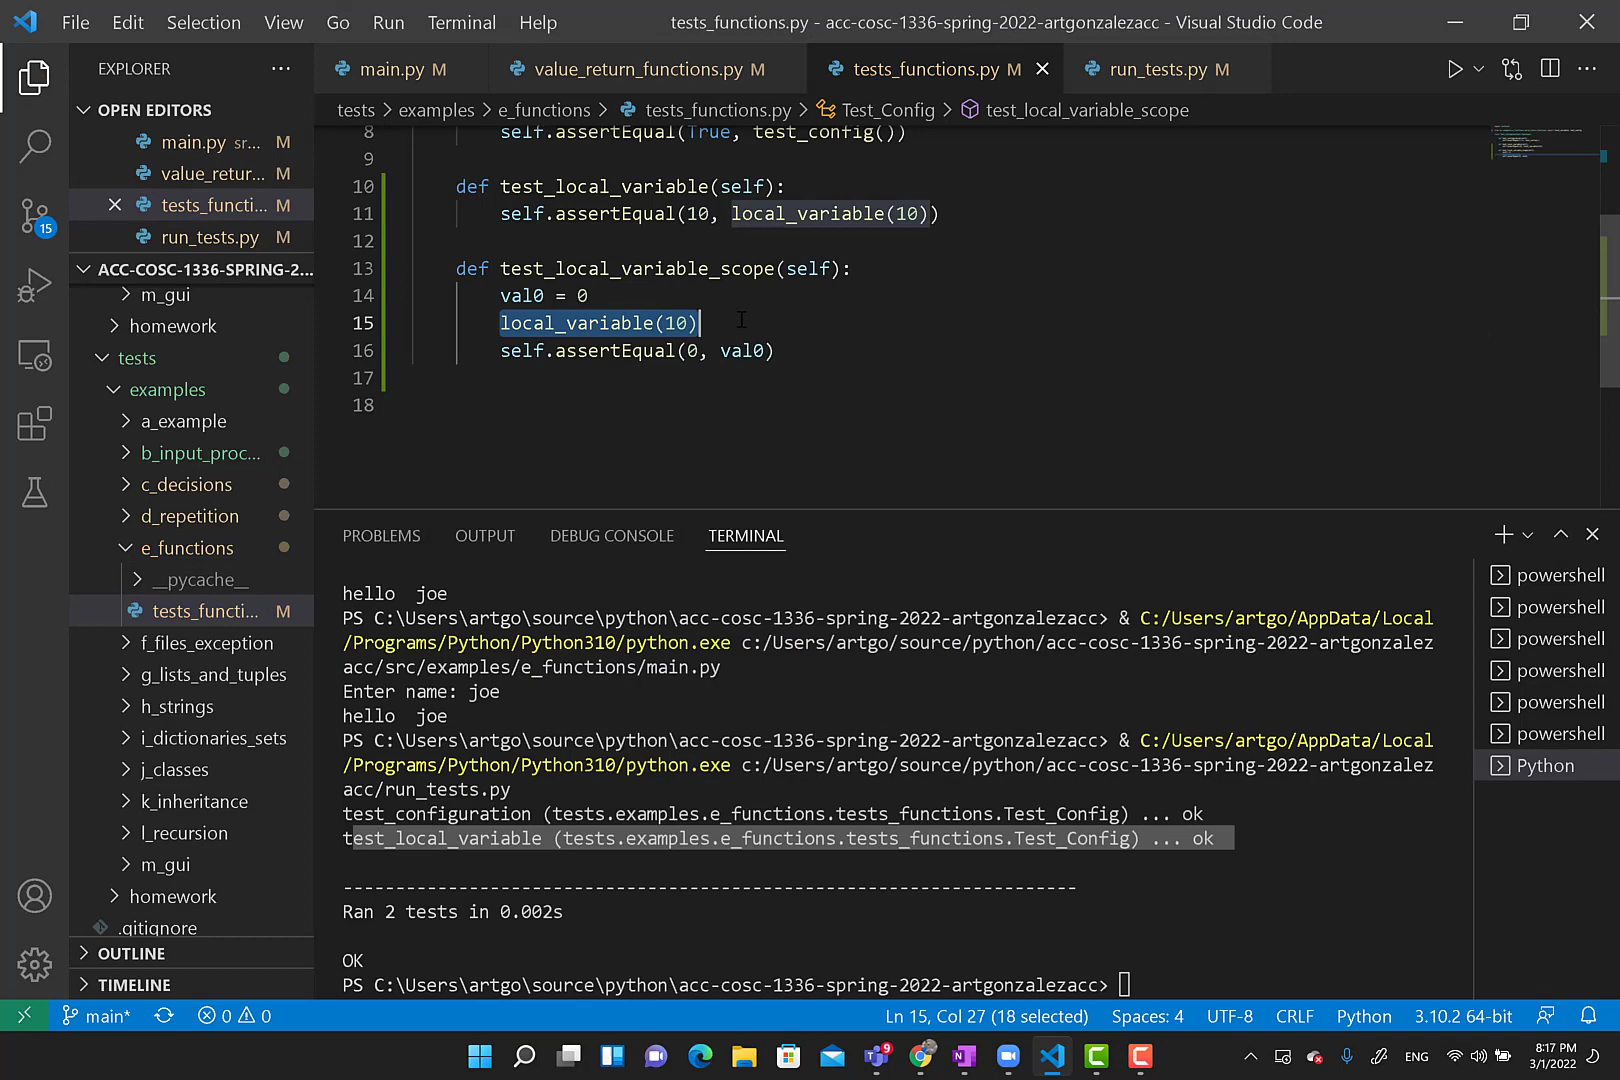 File Edit Selection View Go Run Terminal Help tests_functions.py - acc-cosc-1336-spring-2022-artgonzalezacc - Visual Studio Code
EXPLORER ...
main.py M value_return_functions.py M tests_functions.py M run_tests.py M ...
OPEN EDITORS
tests > examples > e_functions > tests_functions.py > Test_Config > test_local_variable_scope
main.py sr... M
value_retur... M
tests_functi... M
run_tests.py M
8 self.assertEqual(True, test_config())
9
10 def test_local_variable(self):
11 self.assertEqual(10, local_variable(10))
12
13 def test_local_variable_scope(self):
14 val0 = 0
15 local_variable(10)
16 self.assertEqual(0, val0)
17
18
15
ACC-COSC-1336-SPRING-2...
m_gui
homework
tests
examples
a_example
b_input_proc...
c_decisions
d_repetition
e_functions
__pycache__
tests_functi... M
f_files_exception
g_lists_and_tuples
h_strings
i_dictionaries_sets
j_classes
k_inheritance
l_recursion
m_gui
homework
.gitignore
OUTLINE
TIMELINE
PROBLEMS OUTPUT DEBUG CONSOLE TERMINAL
hello  joe
PS C:\Users\artgo\source\python\acc-cosc-1336-spring-2022-artgonzalezacc> & C:/Users/artgo/AppData/Local
/Programs/Python/Python310/python.exe c:/Users/artgo/source/python/acc-cosc-1336-spring-2022-artgonzalez
acc/src/examples/e_functions/main.py
Enter name: joe
hello  joe
PS C:\Users\artgo\source\python\acc-cosc-1336-spring-2022-artgonzalezacc> & C:/Users/artgo/AppData/Local
/Programs/Python/Python310/python.exe c:/Users/artgo/source/python/acc-cosc-1336-spring-2022-artgonzalez
acc/run_tests.py
test_configuration (tests.examples.e_functions.tests_functions.Test_Config) ... ok
test_local_variable (tests.examples.e_functions.tests_functions.Test_Config) ... ok
----------------------------------------------------------------------
Ran 2 tests in 0.002s
OK
PS C:\Users\artgo\source\python\acc-cosc-1336-spring-2022-artgonzalezacc>
powershell
powershell
powershell
powershell
powershell
powershell
Python
main* 0 0 Ln 15, Col 27 (18 selected) Spaces: 4 UTF-8 CRLF Python 3.10.2 64-bit
9 ENG 8:17 PM
3/1/2022